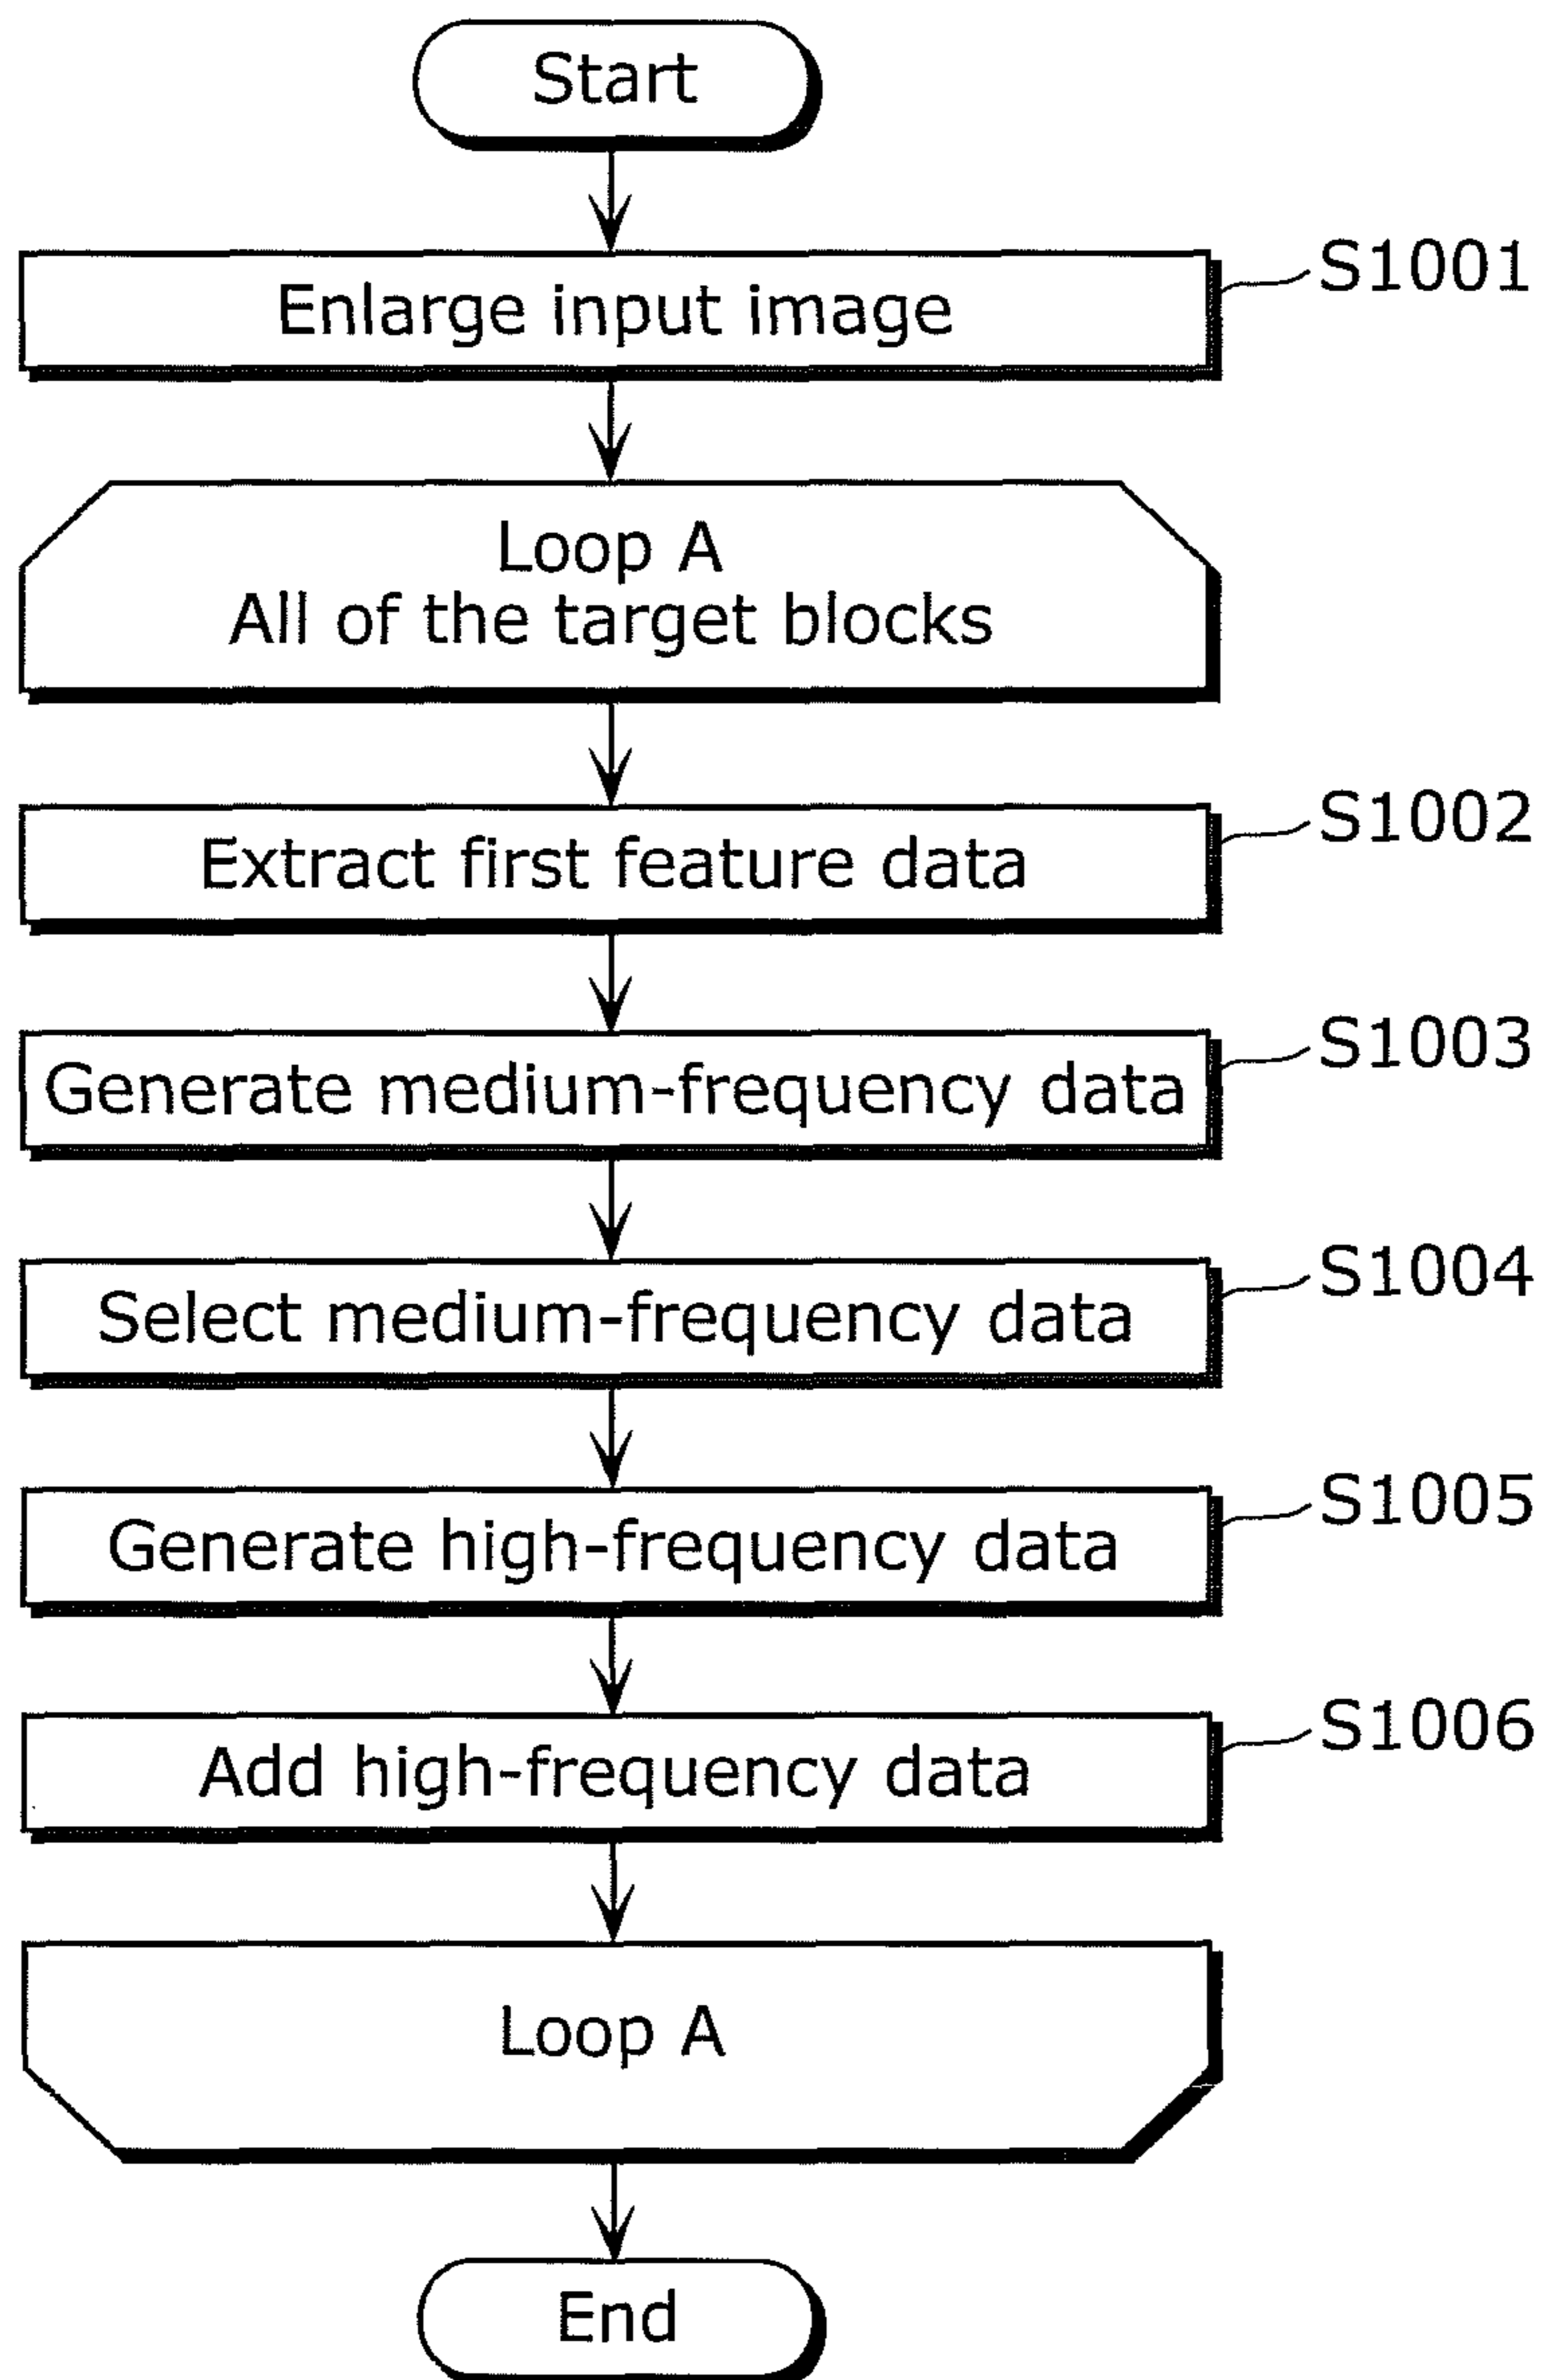 Start
Enlarge input image
S1001
Loop A
All of the target blocks
Extract first feature data
S1002
Generate medium-frequency data
S1003
Select medium-frequency data
S1004
Generate high-frequency data
S1005
Add high-frequency data
S1006
Loop A
End